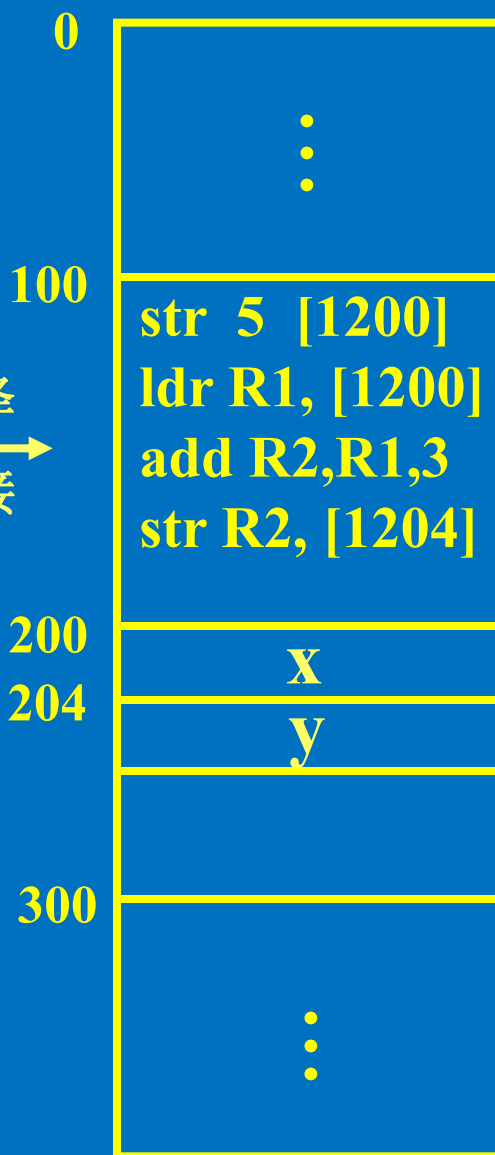 0
100
str 5 [1200]
ldr R1, [1200]
add R2,R1,3
str R2, [1204]
200
x
204
y
300